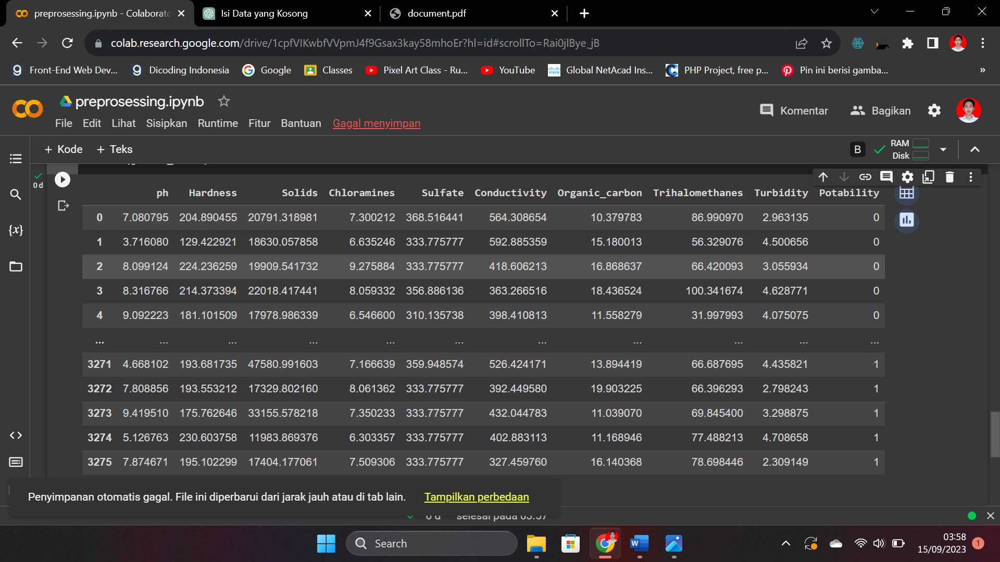 preprosessing.ipynb - Colaborato
Isi Data yang Kosong
document.pdf
colab.research.google.com/drive/1cpfVIKwbfVVpmJ4f9Gsax3kay58mhoEr?hl=id#scrollTo=Rai0jlBye_jB
Front-End Web Dev...
Dicoding Indonesia
Google
Classes
Pixel Art Class - Ru...
YouTube
Global NetAcad Ins...
PHP Project, free p...
Pin ini berisi gamba...
»
preprosessing.ipynb
Komentar
Bagikan
File Edit Lihat Sisipkan Runtime Fitur Bantuan Gagal menyimpan
+ Kode + Teks
B
RAM
Disk
0 d
ph Hardness Solids Chloramines Sulfate Conductivity Organic_carbon Trihalomethanes Turbidity Potability
0 7.080795 204.890455 20791.318981 7.300212 368.516441 564.308654 10.379783 86.990970 2.963135 0
1 3.716080 129.422921 18630.057858 6.635246 333.775777 592.885359 15.180013 56.329076 4.500656 0
2 8.099124 224.236259 19909.541732 9.275884 333.775777 418.606213 16.868637 66.420093 3.055934 0
3 8.316766 214.373394 22018.417441 8.059332 356.886136 363.266516 18.436524 100.341674 4.628771 0
4 9.092223 181.101509 17978.986339 6.546600 310.135738 398.410813 11.558279 31.997993 4.075075 0
... ... ... ... ... ... ... ... ... ... ...
3271 4.668102 193.681735 47580.991603 7.166639 359.948574 526.424171 13.894419 66.687695 4.435821 1
3272 7.808856 193.553212 17329.802160 8.061362 333.775777 392.449580 19.903225 66.396293 2.798243 1
3273 9.419510 175.762646 33155.578218 7.350233 333.775777 432.044783 11.039070 69.845400 3.298875 1
3274 5.126763 230.603758 11983.869376 6.303357 333.775777 402.883113 11.168946 77.488213 4.708658 1
3275 7.874671 195.102299 17404.177061 7.509306 333.775777 327.459760 16.140368 78.698446 2.309149 1
Penyimpanan otomatis gagal. File ini diperbarui dari jarak jauh atau di tab lain. Tampilkan perbedaan
0 d selesai pada 03.57
Search
03:58
15/09/2023
1